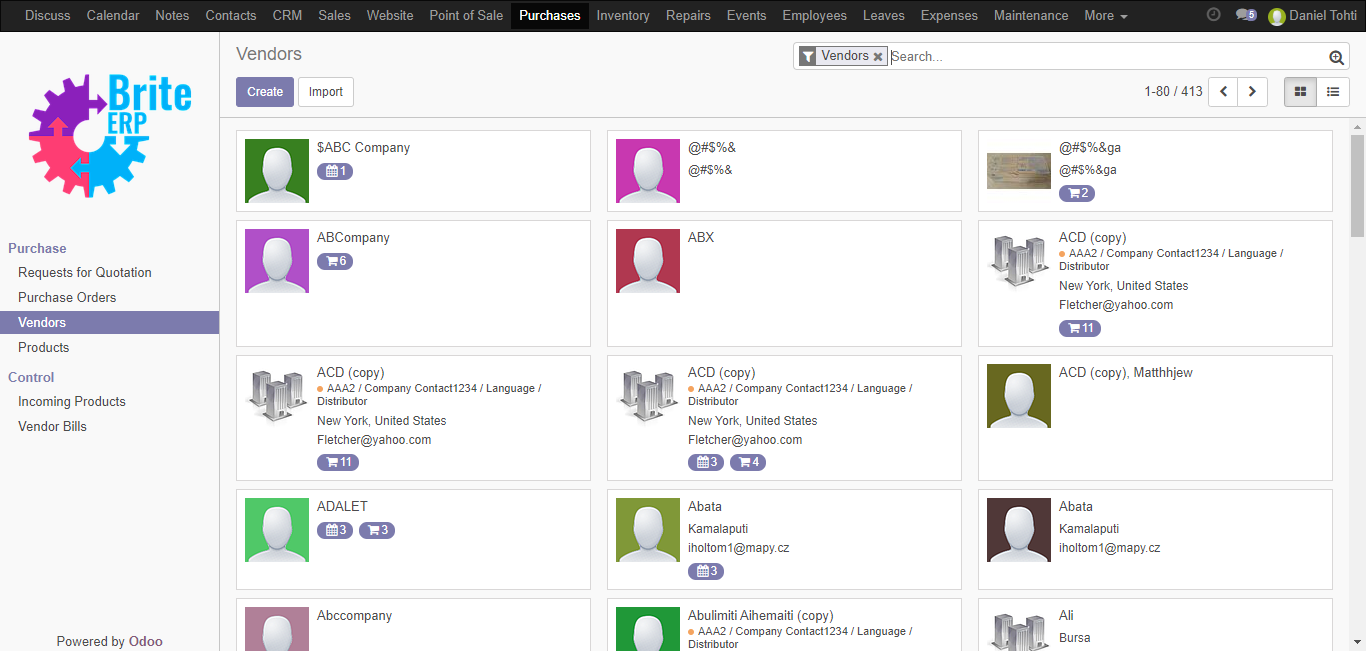 Discuss Calendar Notes Contacts CRM Sales Website Point of Sale Purchases Inventory Repairs Events Employees Leaves Expenses Maintenance More 5 Daniel Tohti
Brite
ERP
Purchase
Requests for Quotation
Purchase Orders
Vendors
Products
Control
Incoming Products
Vendor Bills
Powered by Odoo
Vendors
Vendors Search...
Create Import
1-80 / 413
$ABC Company
1
@#$%&
@#$%&
@#$%&ga
@#$%&ga
2
ABCompany
6
ABX
ACD (copy)
AAA2 / Company Contact1234 / Language /
Distributor
New York, United States
Fletcher@yahoo.com
11
ACD (copy)
AAA2 / Company Contact1234 / Language /
Distributor
New York, United States
Fletcher@yahoo.com
11
ACD (copy)
AAA2 / Company Contact1234 / Language /
Distributor
New York, United States
Fletcher@yahoo.com
3 4
ACD (copy), Matthhjew
ADALET
3 3
Abata
Kamalaputi
iholtom1@mapy.cz
3
Abata
Kamalaputi
iholtom1@mapy.cz
Abccompany
Abulimiti Aihemaiti (copy)
AAA2 / Company Contact1234 / Language /
Distributor
Ali
Bursa